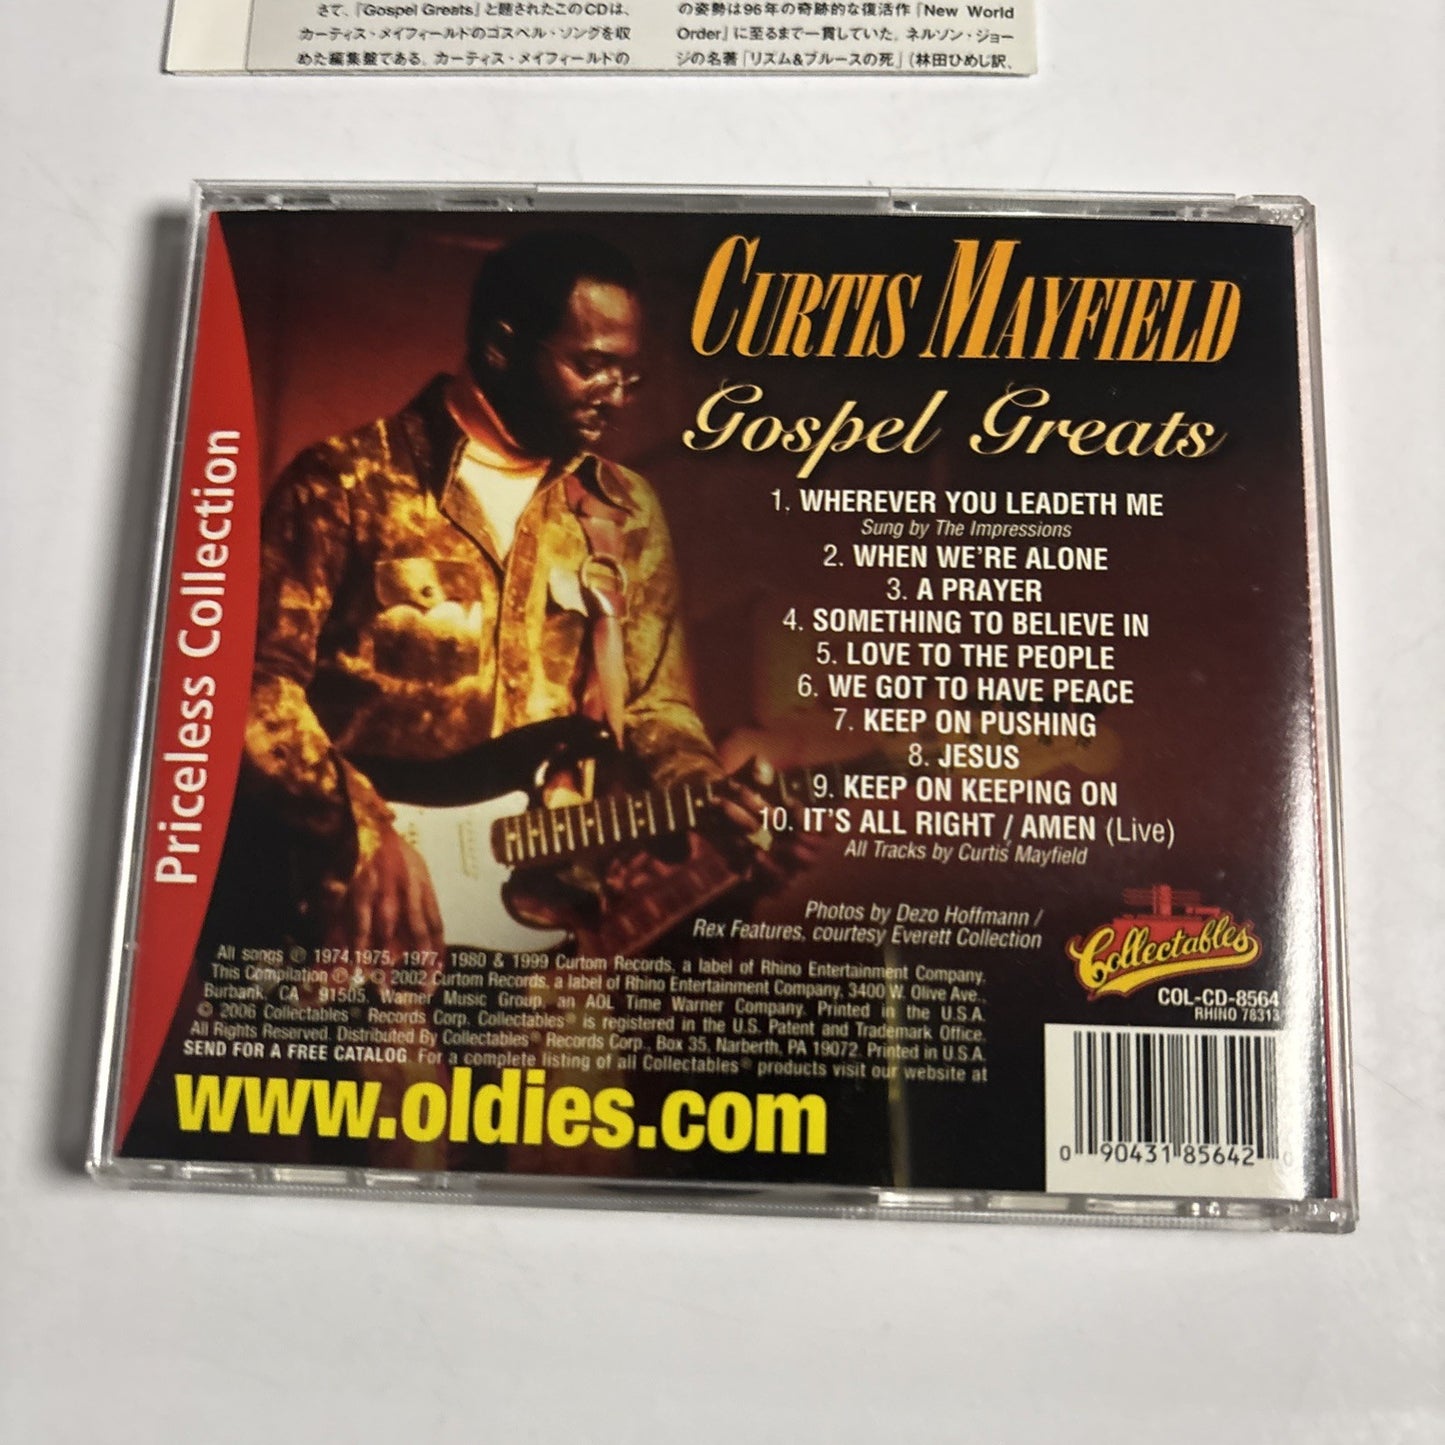 さて、『Gospel Greats』と題されたこのCDは、
カーティス・メイフィールドのゴスペル・ソングを収
めた編集盤である。カーティス・メイフィールドの
の姿勢は96年の奇跡的な復活作『New World
Order』に至るまで一貫していた。ネルソン・ジョー
ジの名著『リズム&ブルースの死』（林田ひめじ訳、
Priceless Collection
CURTIS MAYFIELD
Gospel Greats
1. WHEREVER YOU LEADETH ME
Sung by The Impressions
2. WHEN WE'RE ALONE
3. A PRAYER
4. SOMETHING TO BELIEVE IN
5. LOVE TO THE PEOPLE
6. WE GOT TO HAVE PEACE
7. KEEP ON PUSHING
8. JESUS
9. KEEP ON KEEPING ON
10. IT'S ALL RIGHT / AMEN (Live)
All Tracks by Curtis Mayfield
Photos by Dezo Hoffmann /
Rex Features, courtesy Everett Collection
Collectables®
COL-CD-8564
RHINO 78313
All songs ℗ 1974, 1975, 1977, 1980 & 1999 Curtom Records, a label of Rhino Entertainment Company.
This Compilation ℗ & © 2002 Curtom Records, a label of Rhino Entertainment Company, 3400 W. Olive Ave.,
Burbank, CA 91505. Warner Music Group, an AOL Time Warner Company. Printed in the U.S.A.
© 2006 Collectables® Records Corp. Collectables® is registered in the U.S. Patent and Trademark Office.
All Rights Reserved. Distributed By Collectables® Records Corp., Box 35, Narberth, PA 19072. Printed in U.S.A.
SEND FOR A FREE CATALOG. For a complete listing of all Collectables® products visit our website at
www.oldies.com
0 90431 85642 0